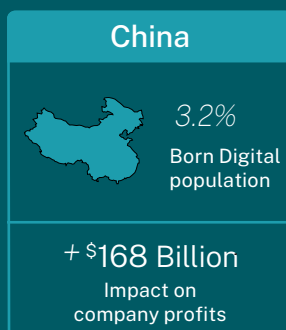 China
3.2%
Born Digital
population
+ $168 Billion
Impact on
company profits